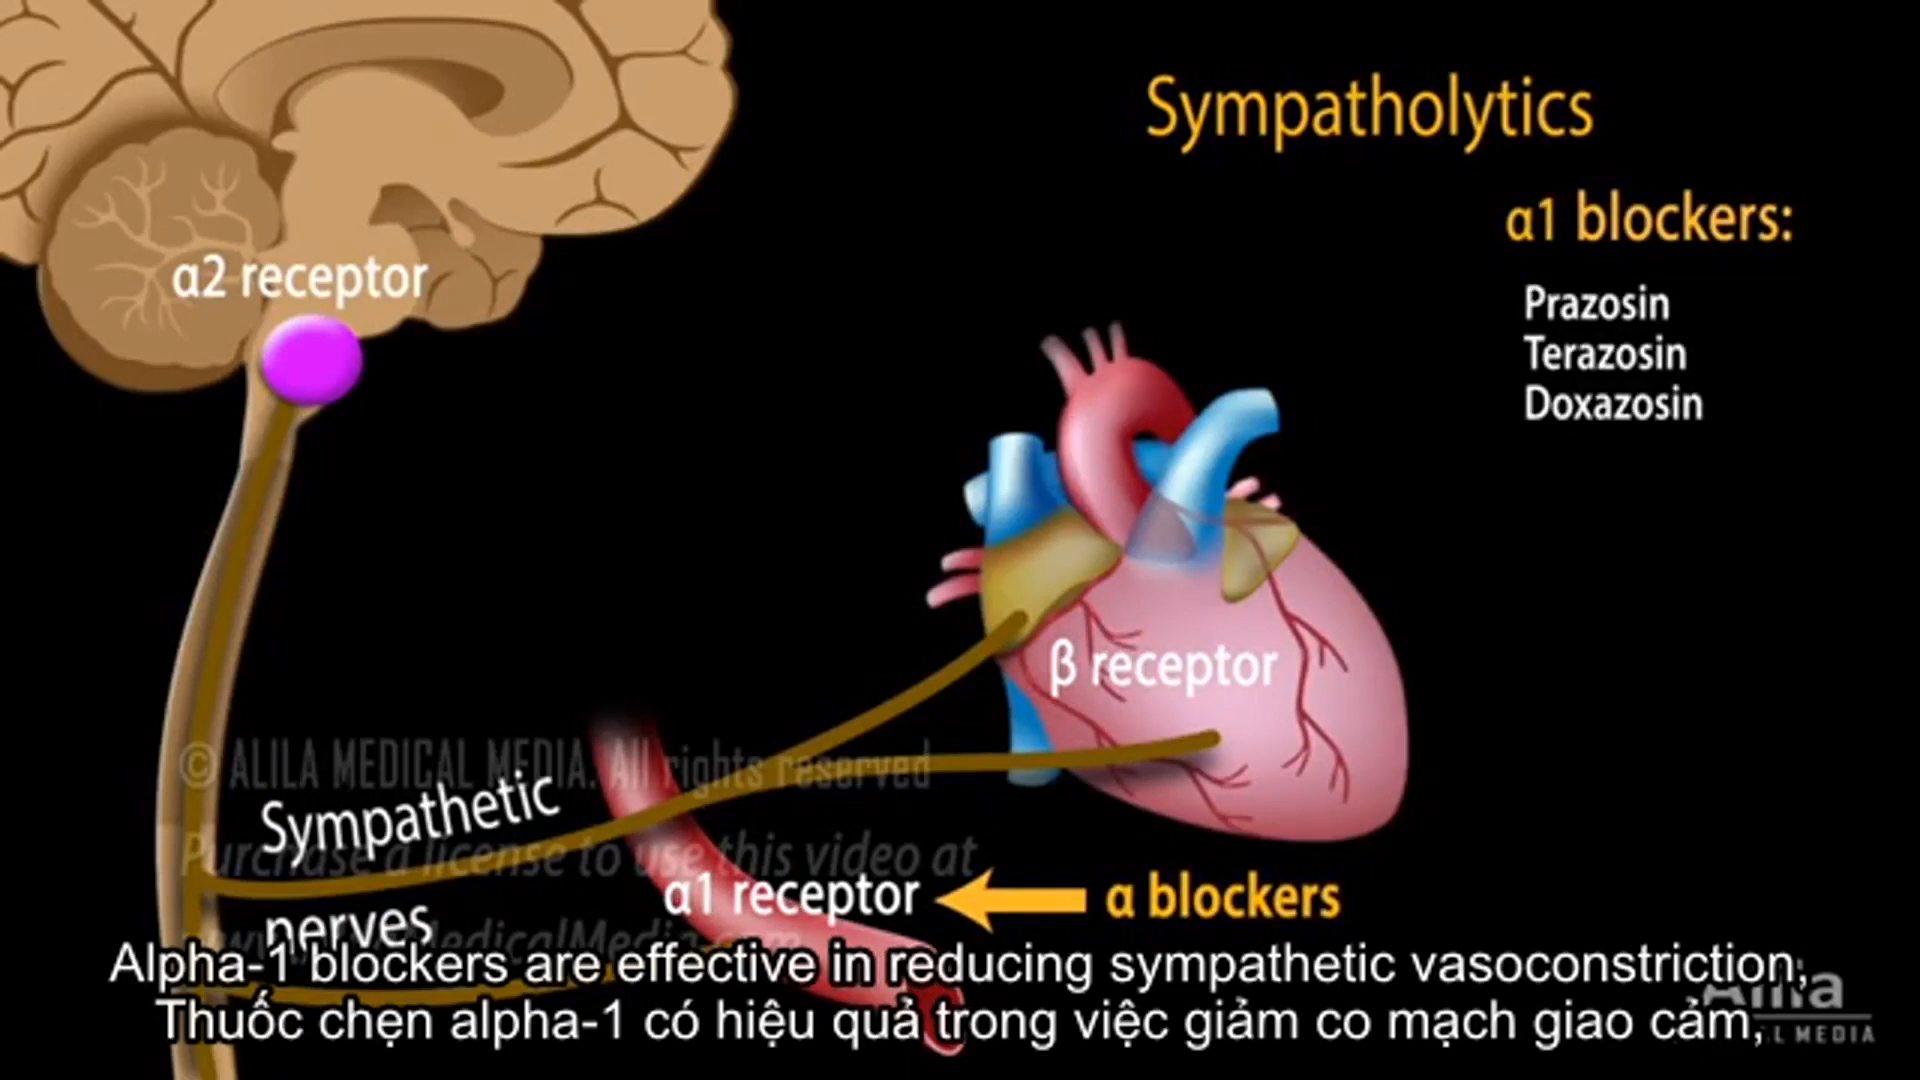 Sympatholytics
α1 blockers:
Prazosin
Terazosin
Doxazosin
α2 receptor
β receptor
© ALILA MEDICAL MEDIA. All rights reserved
Sympathetic
Purchase a license to use this video at
α1 receptor
α blockers
nerves
Alpha-1 blockers are effective in reducing sympathetic vasoconstriction,
Thuốc chẹn alpha-1 có hiệu quả trong việc giảm co mạch giao cảm,